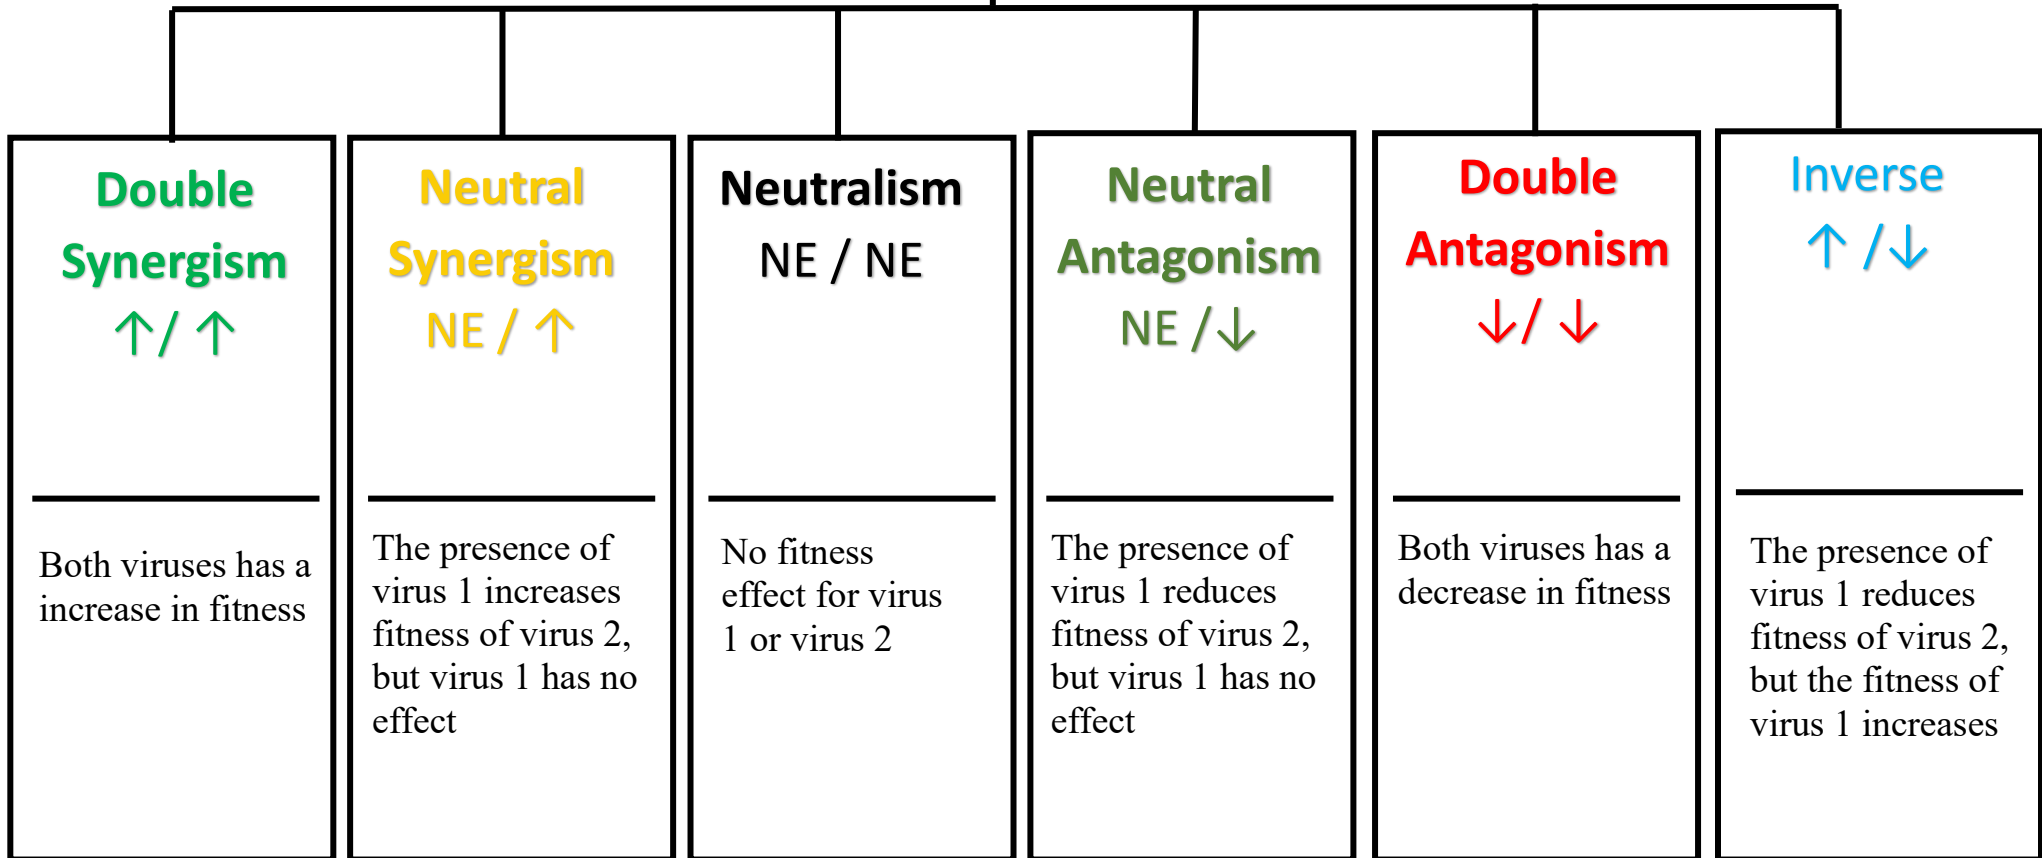 Double
Synergism
↑/ ↑
Both viruses has a
increase in fitness
Neutral
Synergism
NE / ↑
The presence of
virus 1 increases
fitness of virus 2,
but virus 1 has no
effect
Neutralism
NE / NE
No fitness
effect for virus
1 or virus 2
Neutral
Antagonism
NE /↓
The presence of
virus 1 reduces
fitness of virus 2,
but virus 1 has no
effect
Double
Antagonism
↓/ ↓
Both viruses has a
decrease in fitness
Inverse
↑ /↓
The presence of
virus 1 reduces
fitness of virus 2,
but the fitness of
virus 1 increases